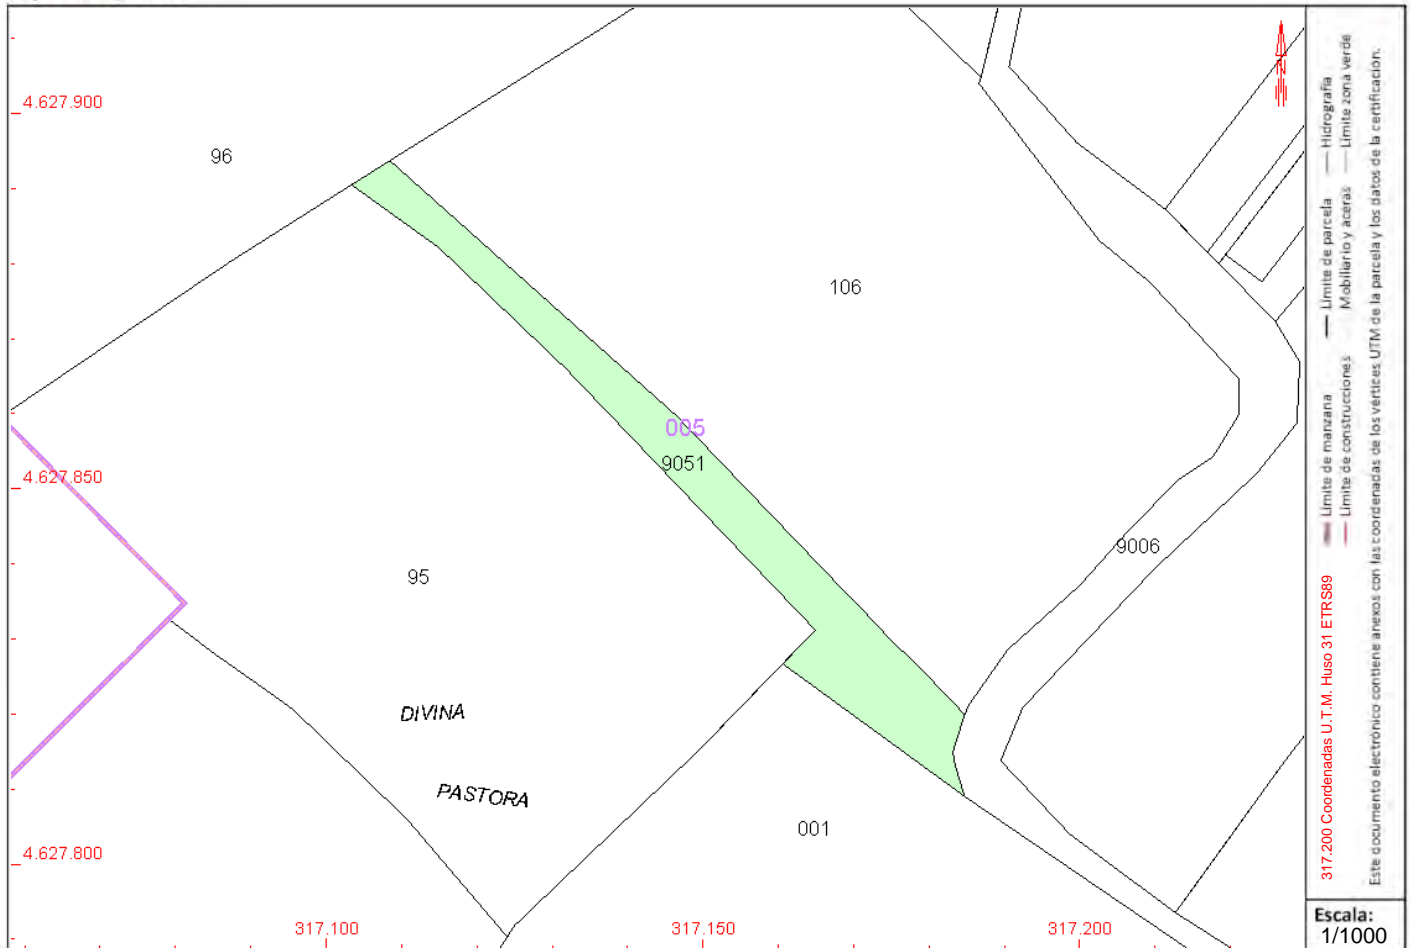 4.627.900
96
106
005
9051
4.627.850
9006
95
DIVINA
PASTORA
001
4.627.800
317.100
317.150
317.200
317.200 Coordenadas U.T.M. Huso 31 ETRS89
Límite de manzana
Límite de parcela
Hidrografía
Límite de construcciones
Mobiliario y aceras
Límite zona verde
Este documento electrónico contiene anexos con las coordenadas de los vértices UTM de la parcela y los datos de la certificación.
Escala:
1/1000